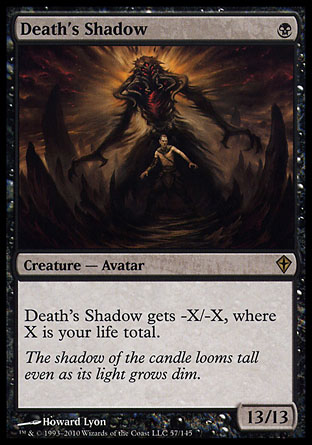 Death's Shadow
Creature — Avatar
Death's Shadow gets -X/-X, where
X is your life total.
The shadow of the candle looms tall
even as its light grows dim.
Howard Lyon
™ & © 1993–2010 Wizards of the Coast LLC 57/145
13/13